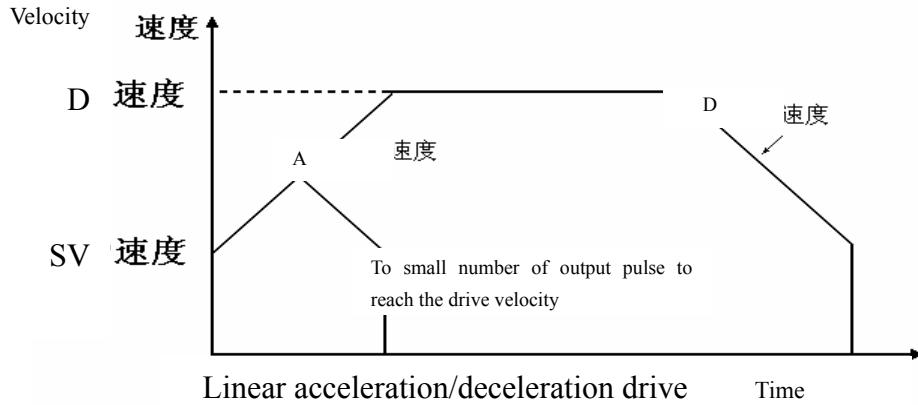 Velocity
速度
D 速度
D
速度
A
速度
SV 速度
To small number of output pulse to
reach the drive velocity
Linear acceleration/deceleration drive
Time